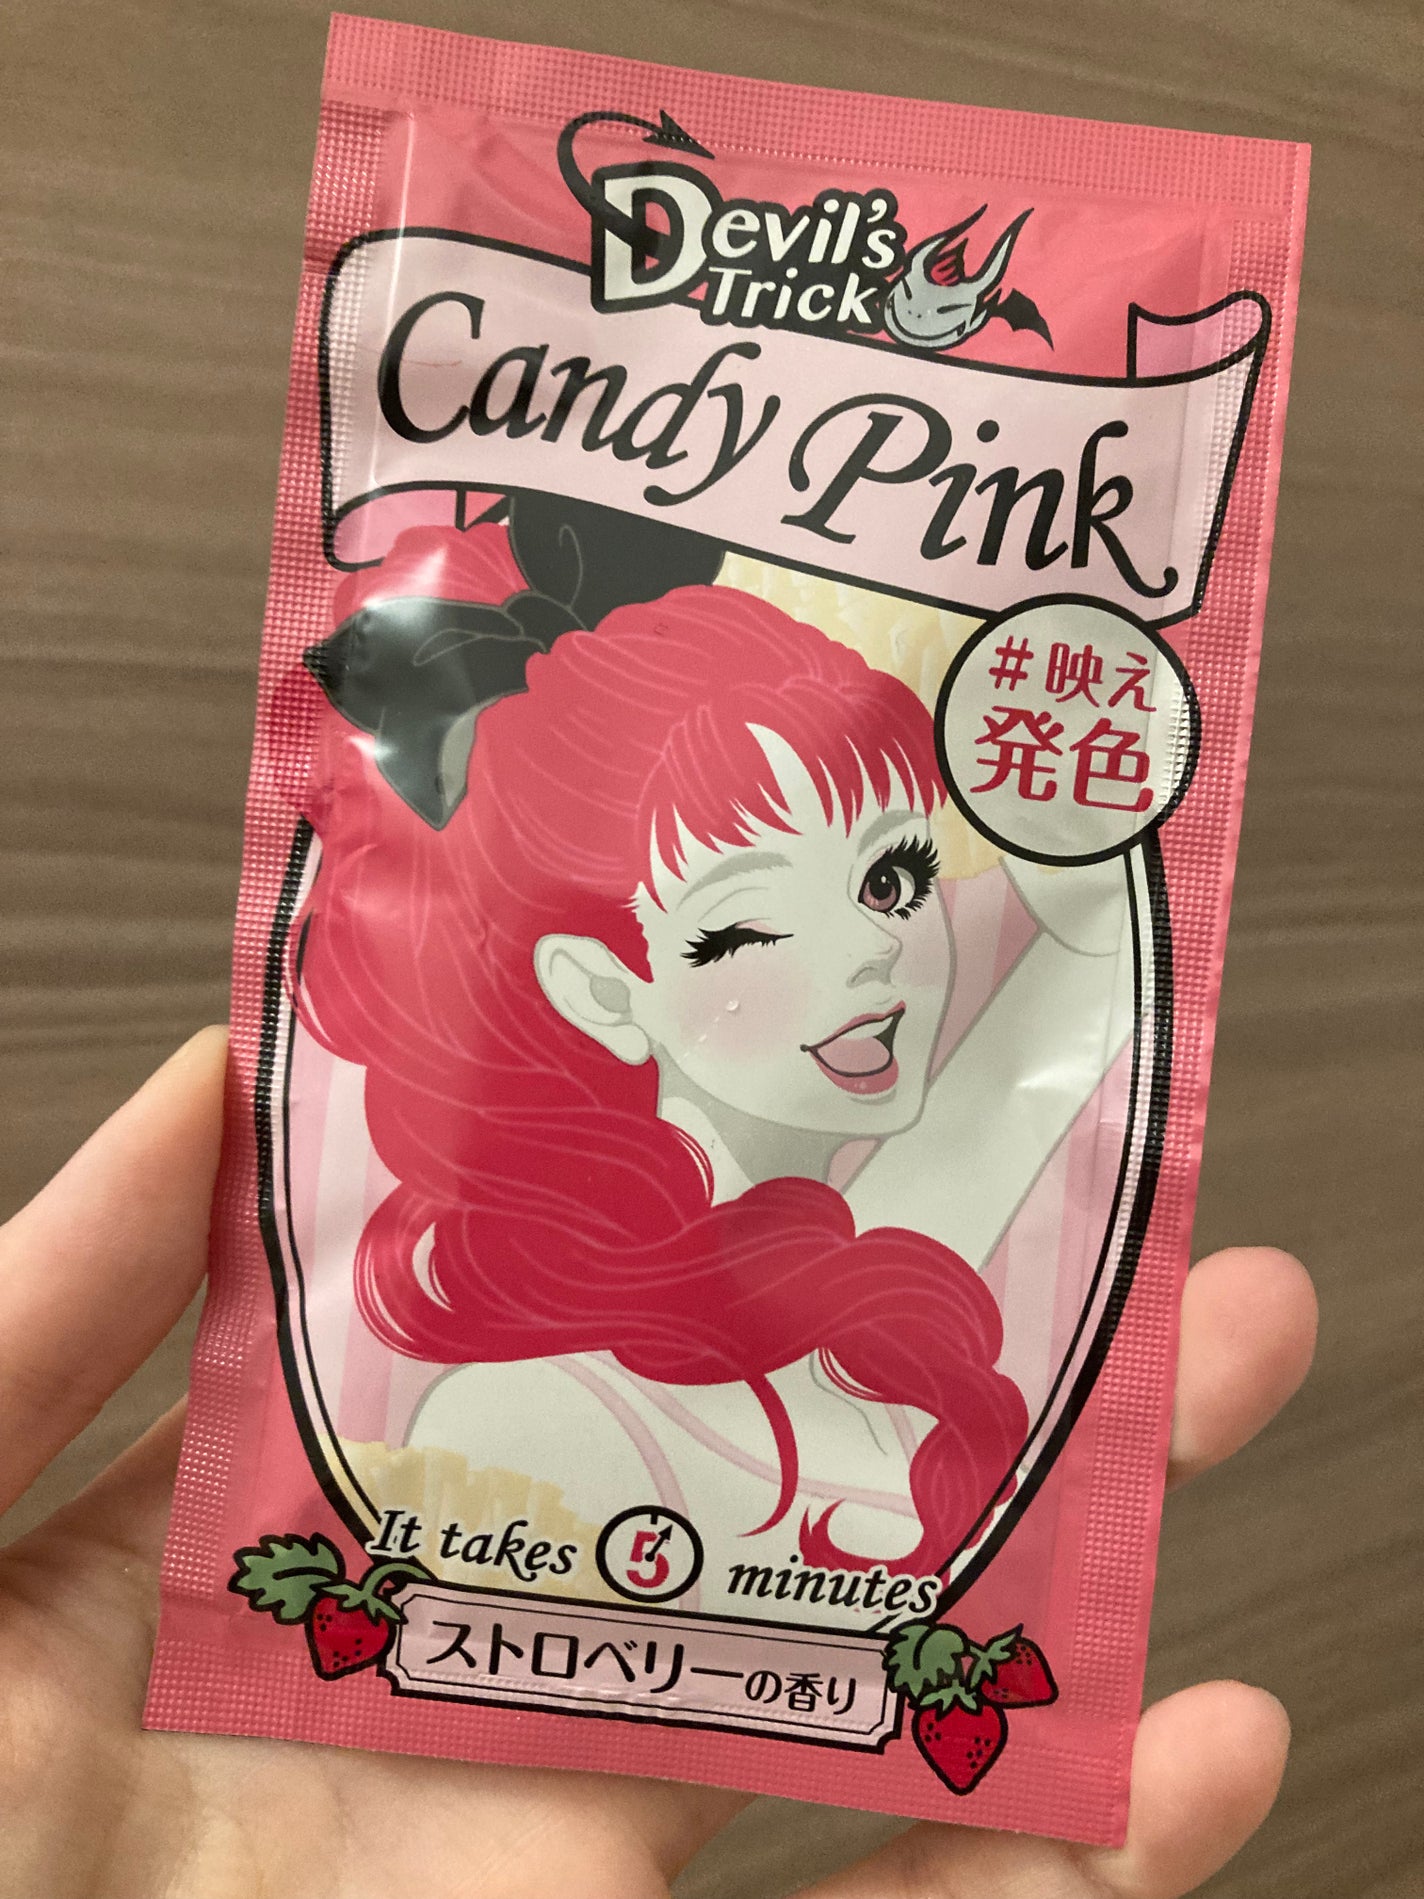 Devil's
Trick
Candy Pink
#映え
発色
It takes 5 minutes
ストロベリーの香り